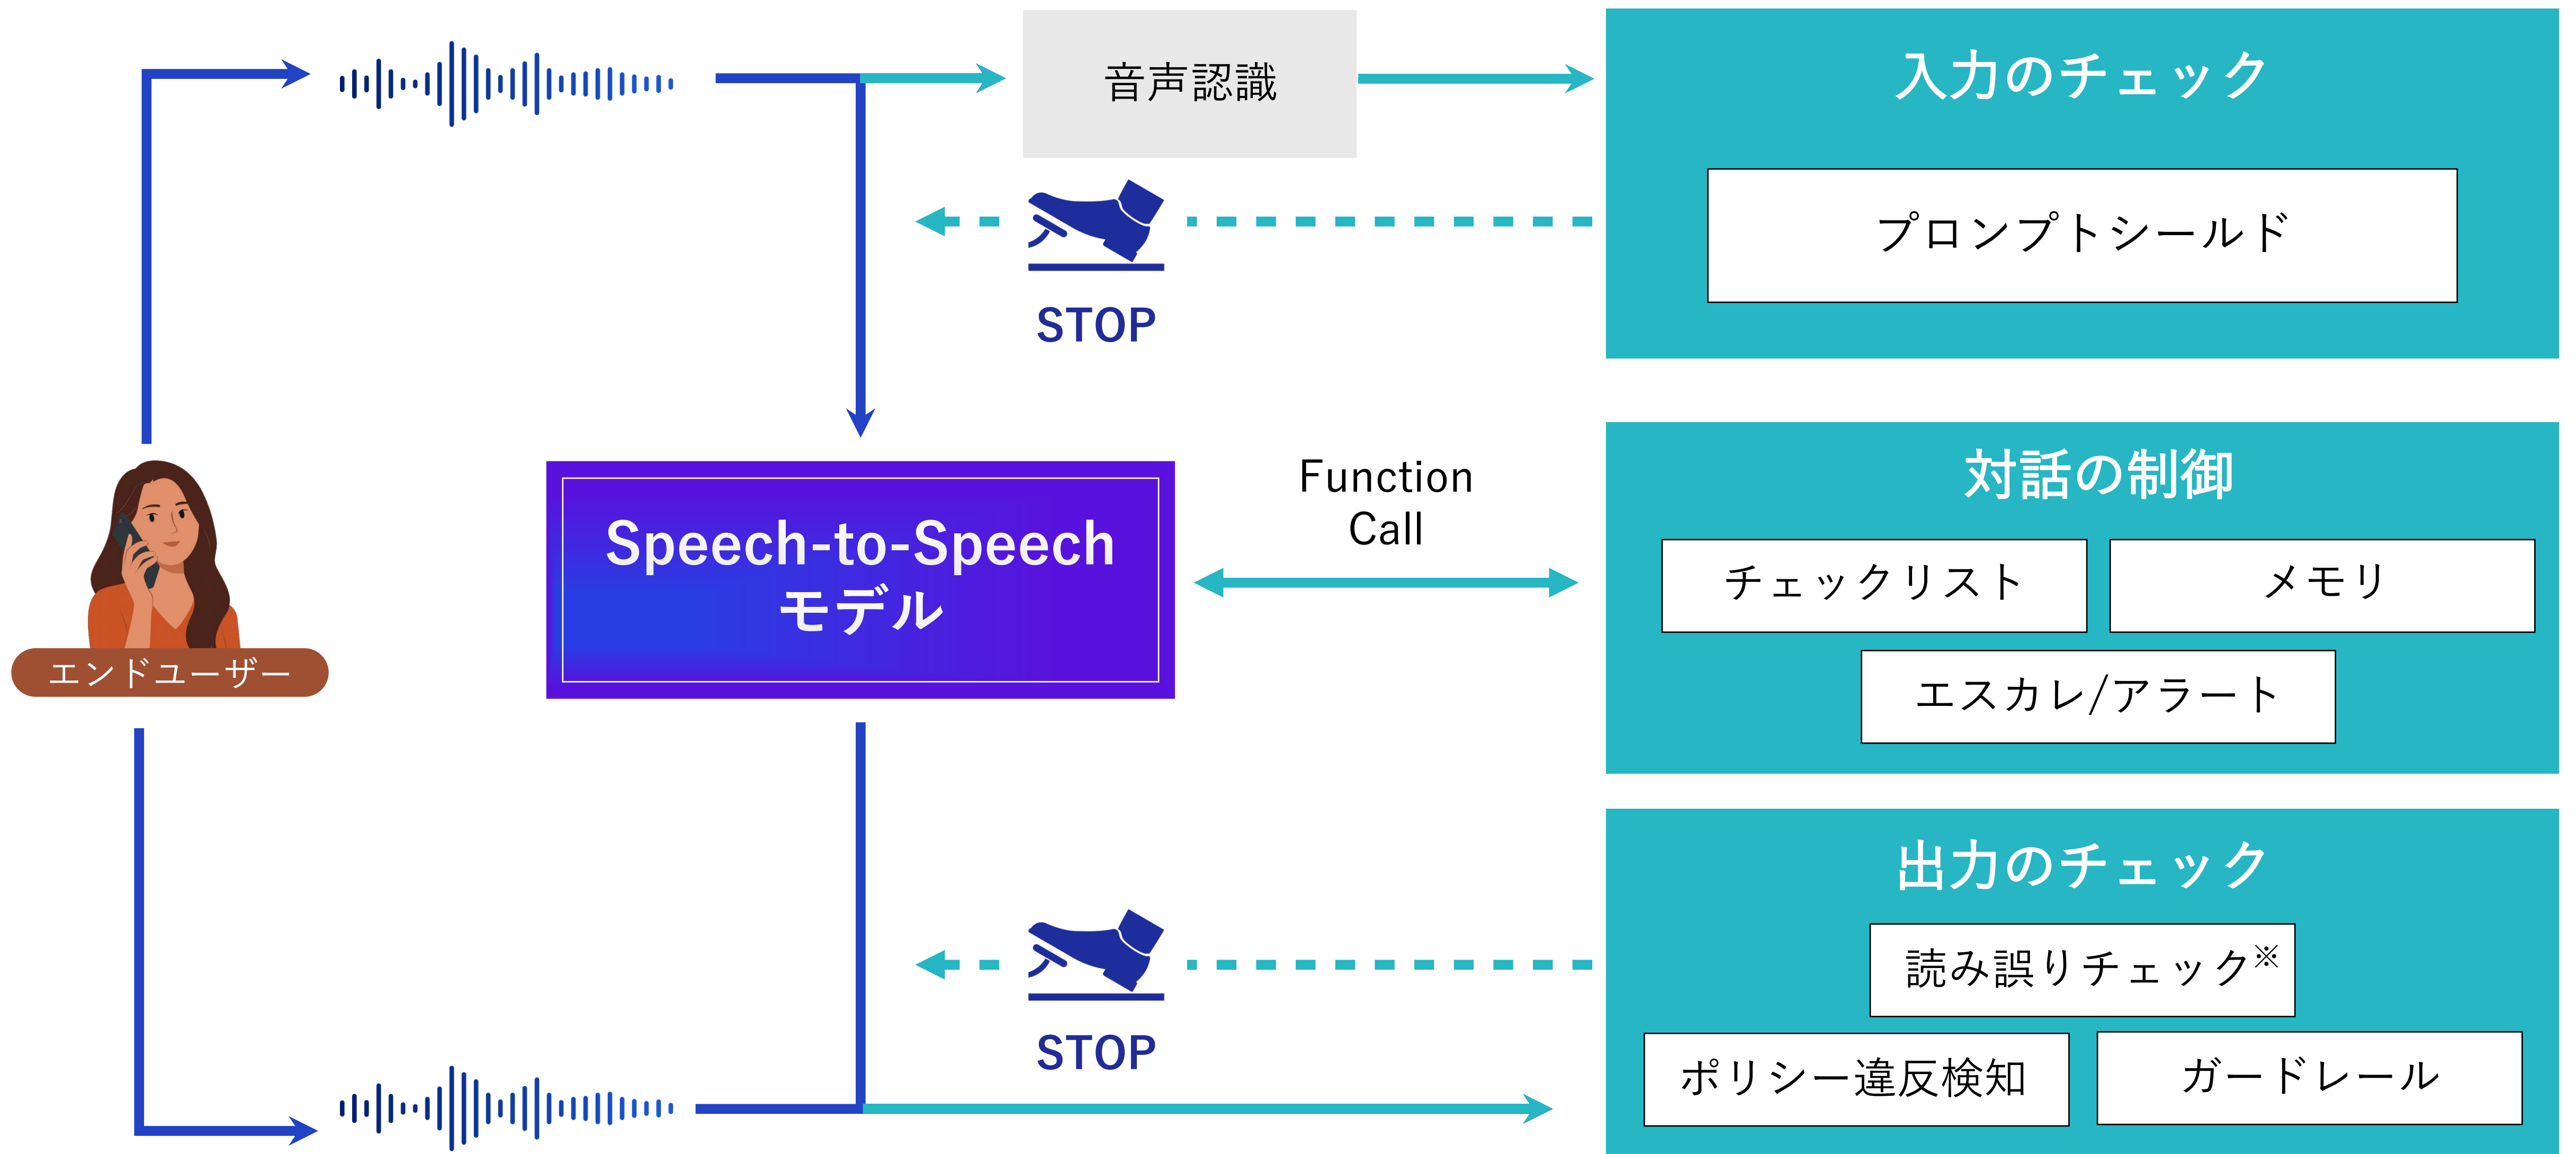 音声認識
入力のチェック
プロンプトシールド
STOP
Speech-to-Speech
モデル
Function
Call
対話の制御
チェックリスト
メモリ
エスカレ/アラート
エンドユーザー
STOP
出力のチェック
読み誤りチェック※
ポリシー違反検知
ガードレール